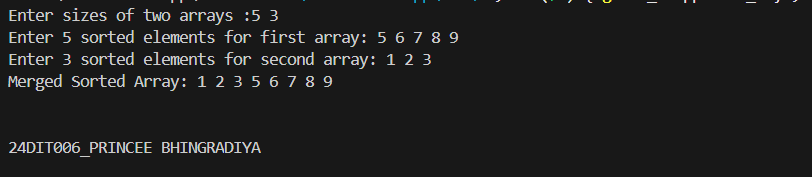 Enter sizes of two arrays :5 3
Enter 5 sorted elements for first array: 5 6 7 8 9
Enter 3 sorted elements for second array: 1 2 3
Merged Sorted Array: 1 2 3 5 6 7 8 9
24DIT006_PRINCEE BHINGRADIYA